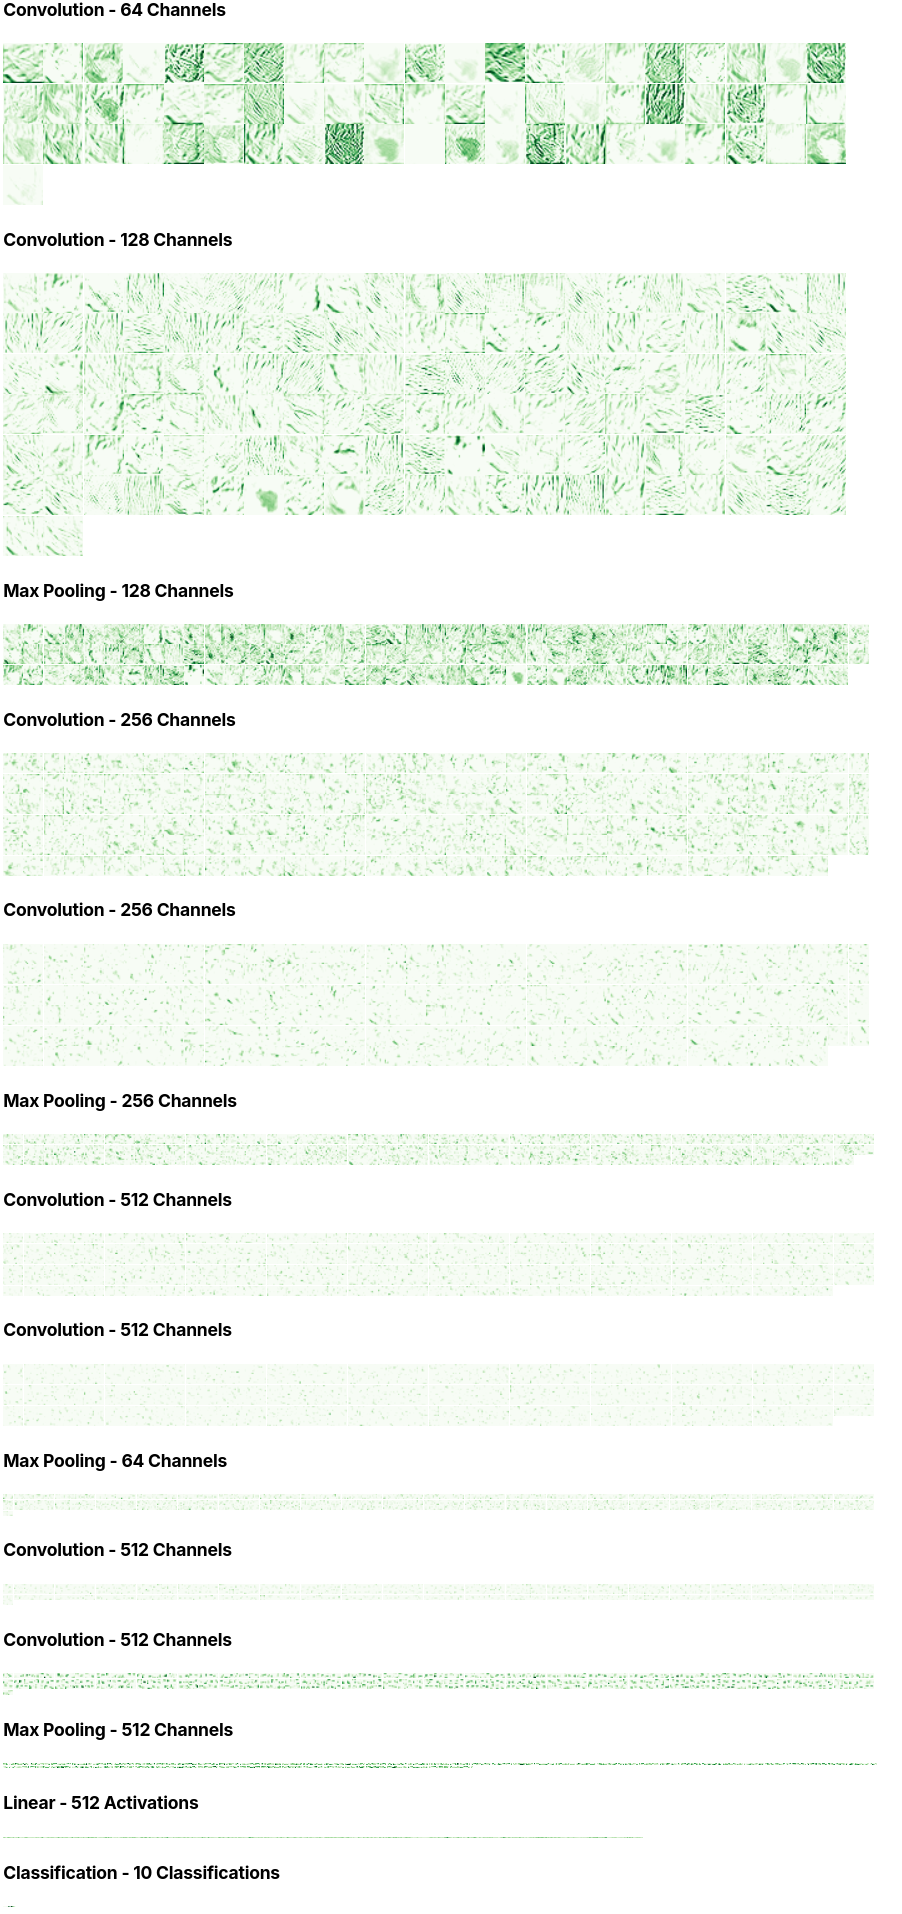 Convolution - 64 Channels
Convolution - 128 Channels
Max Pooling - 128 Channels
Convolution - 256 Channels
Convolution - 256 Channels
Max Pooling - 256 Channels
Convolution - 512 Channels
Convolution - 512 Channels
Max Pooling - 64 Channels
Convolution - 512 Channels
Convolution - 512 Channels
Max Pooling - 512 Channels
Linear - 512 Activations
Classification - 10 Classifications